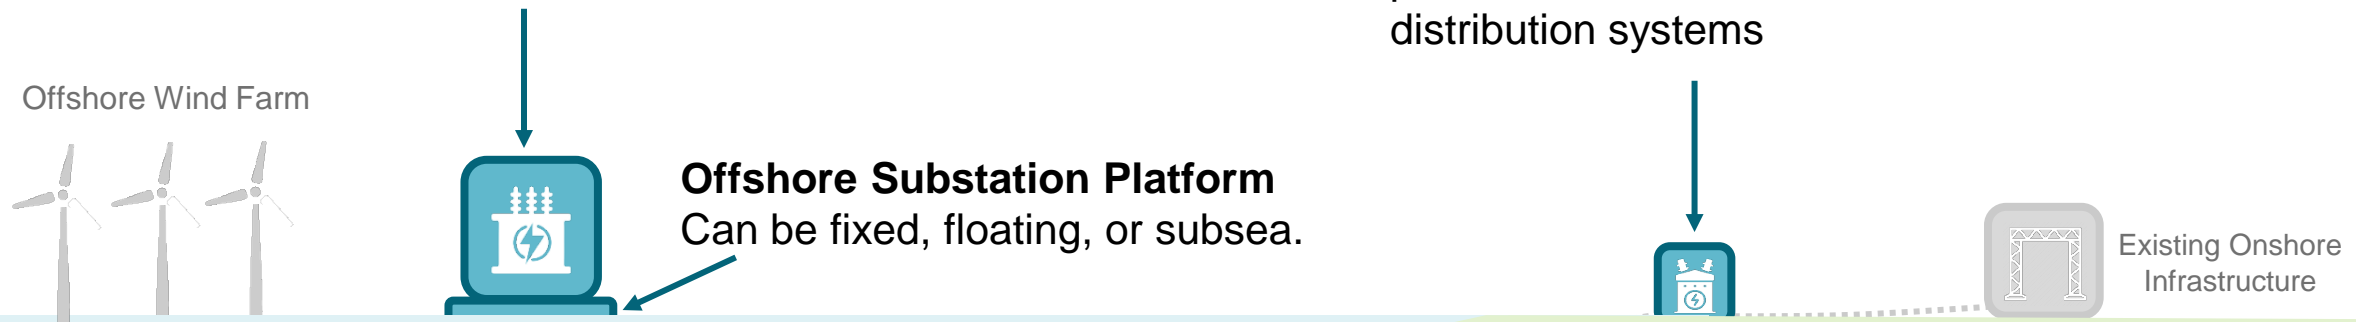 distribution systems
Offshore Wind Farm
Offshore Substation Platform
Can be fixed, floating, or subsea.
Existing Onshore
Infrastructure